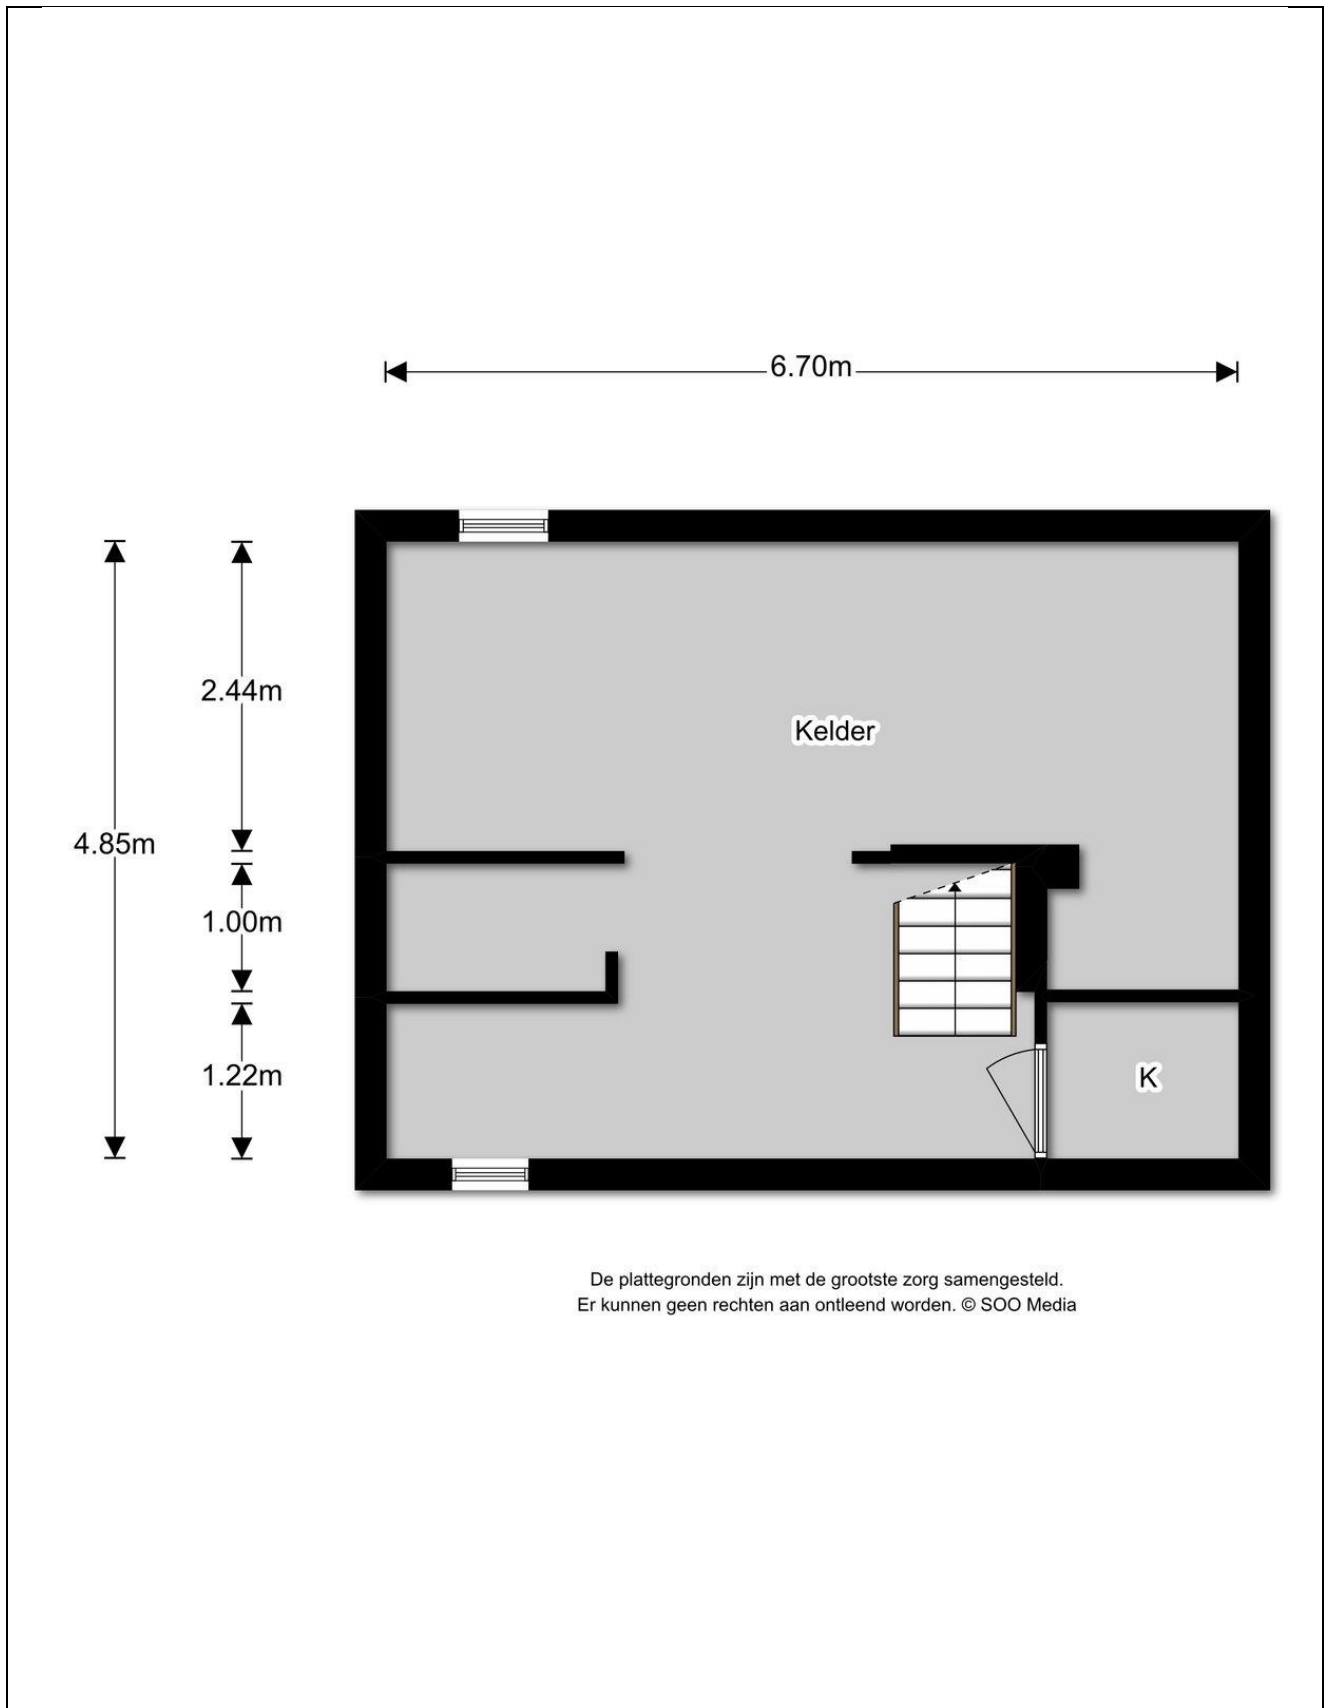 6.70m
2.44m
Kelder
4.85m
1.00m
1.22m
K
De plattegronden zijn met de grootste zorg samengesteld.
Er kunnen geen rechten aan ontleend worden. © SOO Media